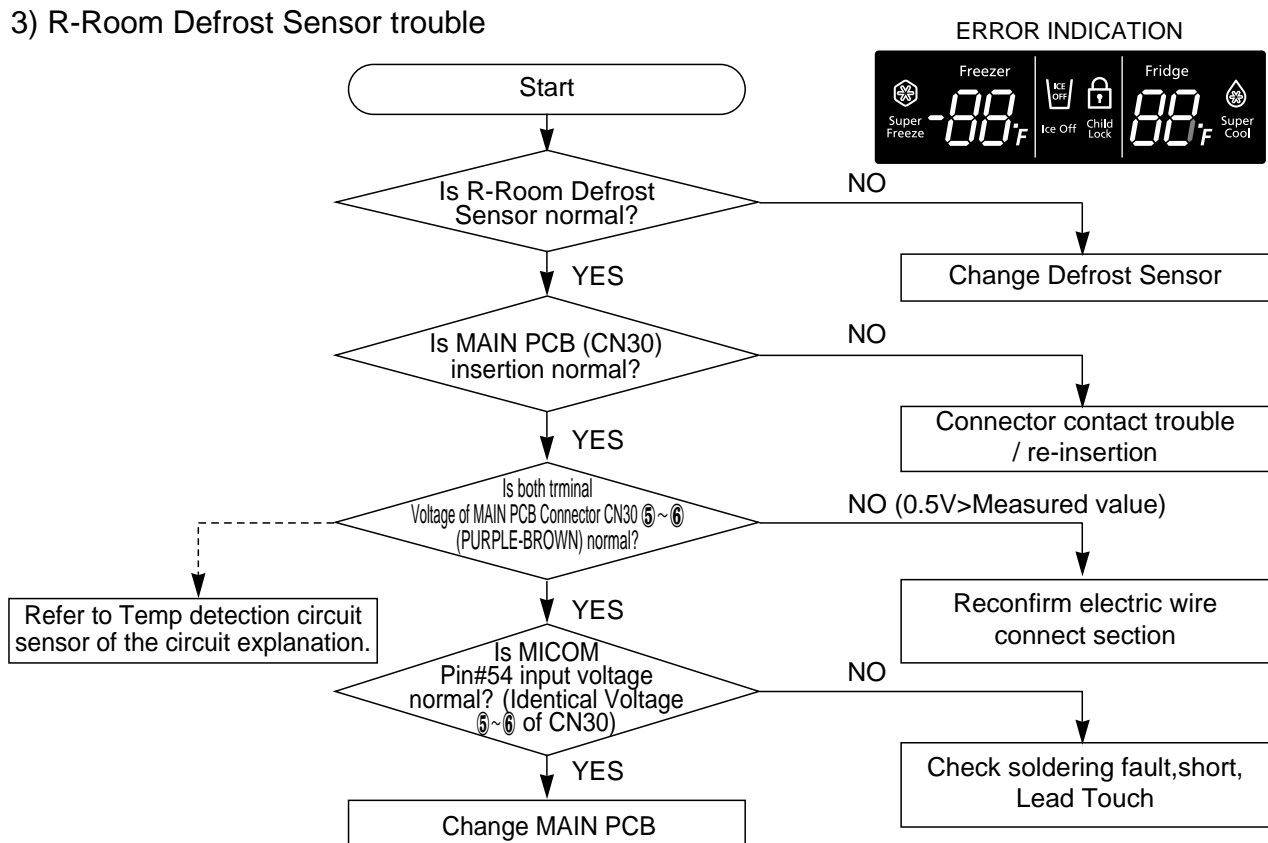 3) R-Room Defrost Sensor trouble
ERROR INDICATION
Freezer
Fridge
ICE
OFF
Super
Freeze
-88°F
Ice Off
Child
Lock
88°F
Super
Cool
Start
Is R-Room Defrost
Sensor normal?
NO
Change Defrost Sensor
YES
Is MAIN PCB (CN30)
insertion normal?
NO
Connector contact trouble
/ re-insertion
YES
Is both trminal
Voltage of MAIN PCB Connector CN30 ⑤~⑥
(PURPLE-BROWN) normal?
NO (0.5V>Measured value)
Reconfirm electric wire
connect section
Refer to Temp detection circuit
sensor of the circuit explanation.
YES
Is MICOM
Pin#54 input voltage
normal? (Identical Voltage
⑤~⑥ of CN30)
NO
Check soldering fault,short,
Lead Touch
YES
Change MAIN PCB